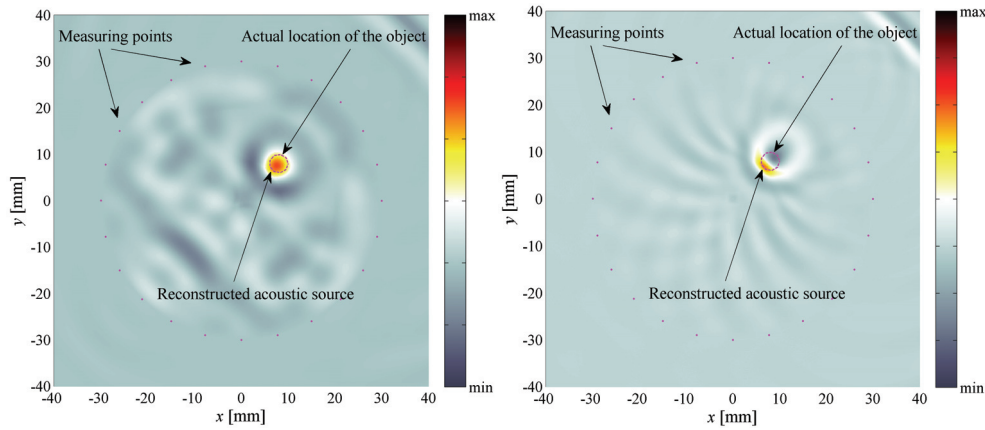 40
30
20
10
0
-10
-20
-30
-40
y [mm]
-40 -30 -20 -10 0 10 20 30 40
x [mm]
Measuring points
Actual location of the object
Reconstructed acoustic source
max
min
40
30
20
10
0
-10
-20
-30
-40
y [mm]
-40 -30 -20 -10 0 10 20 30 40
x [mm]
Measuring points
Actual location of the object
Reconstructed acoustic source
max
min